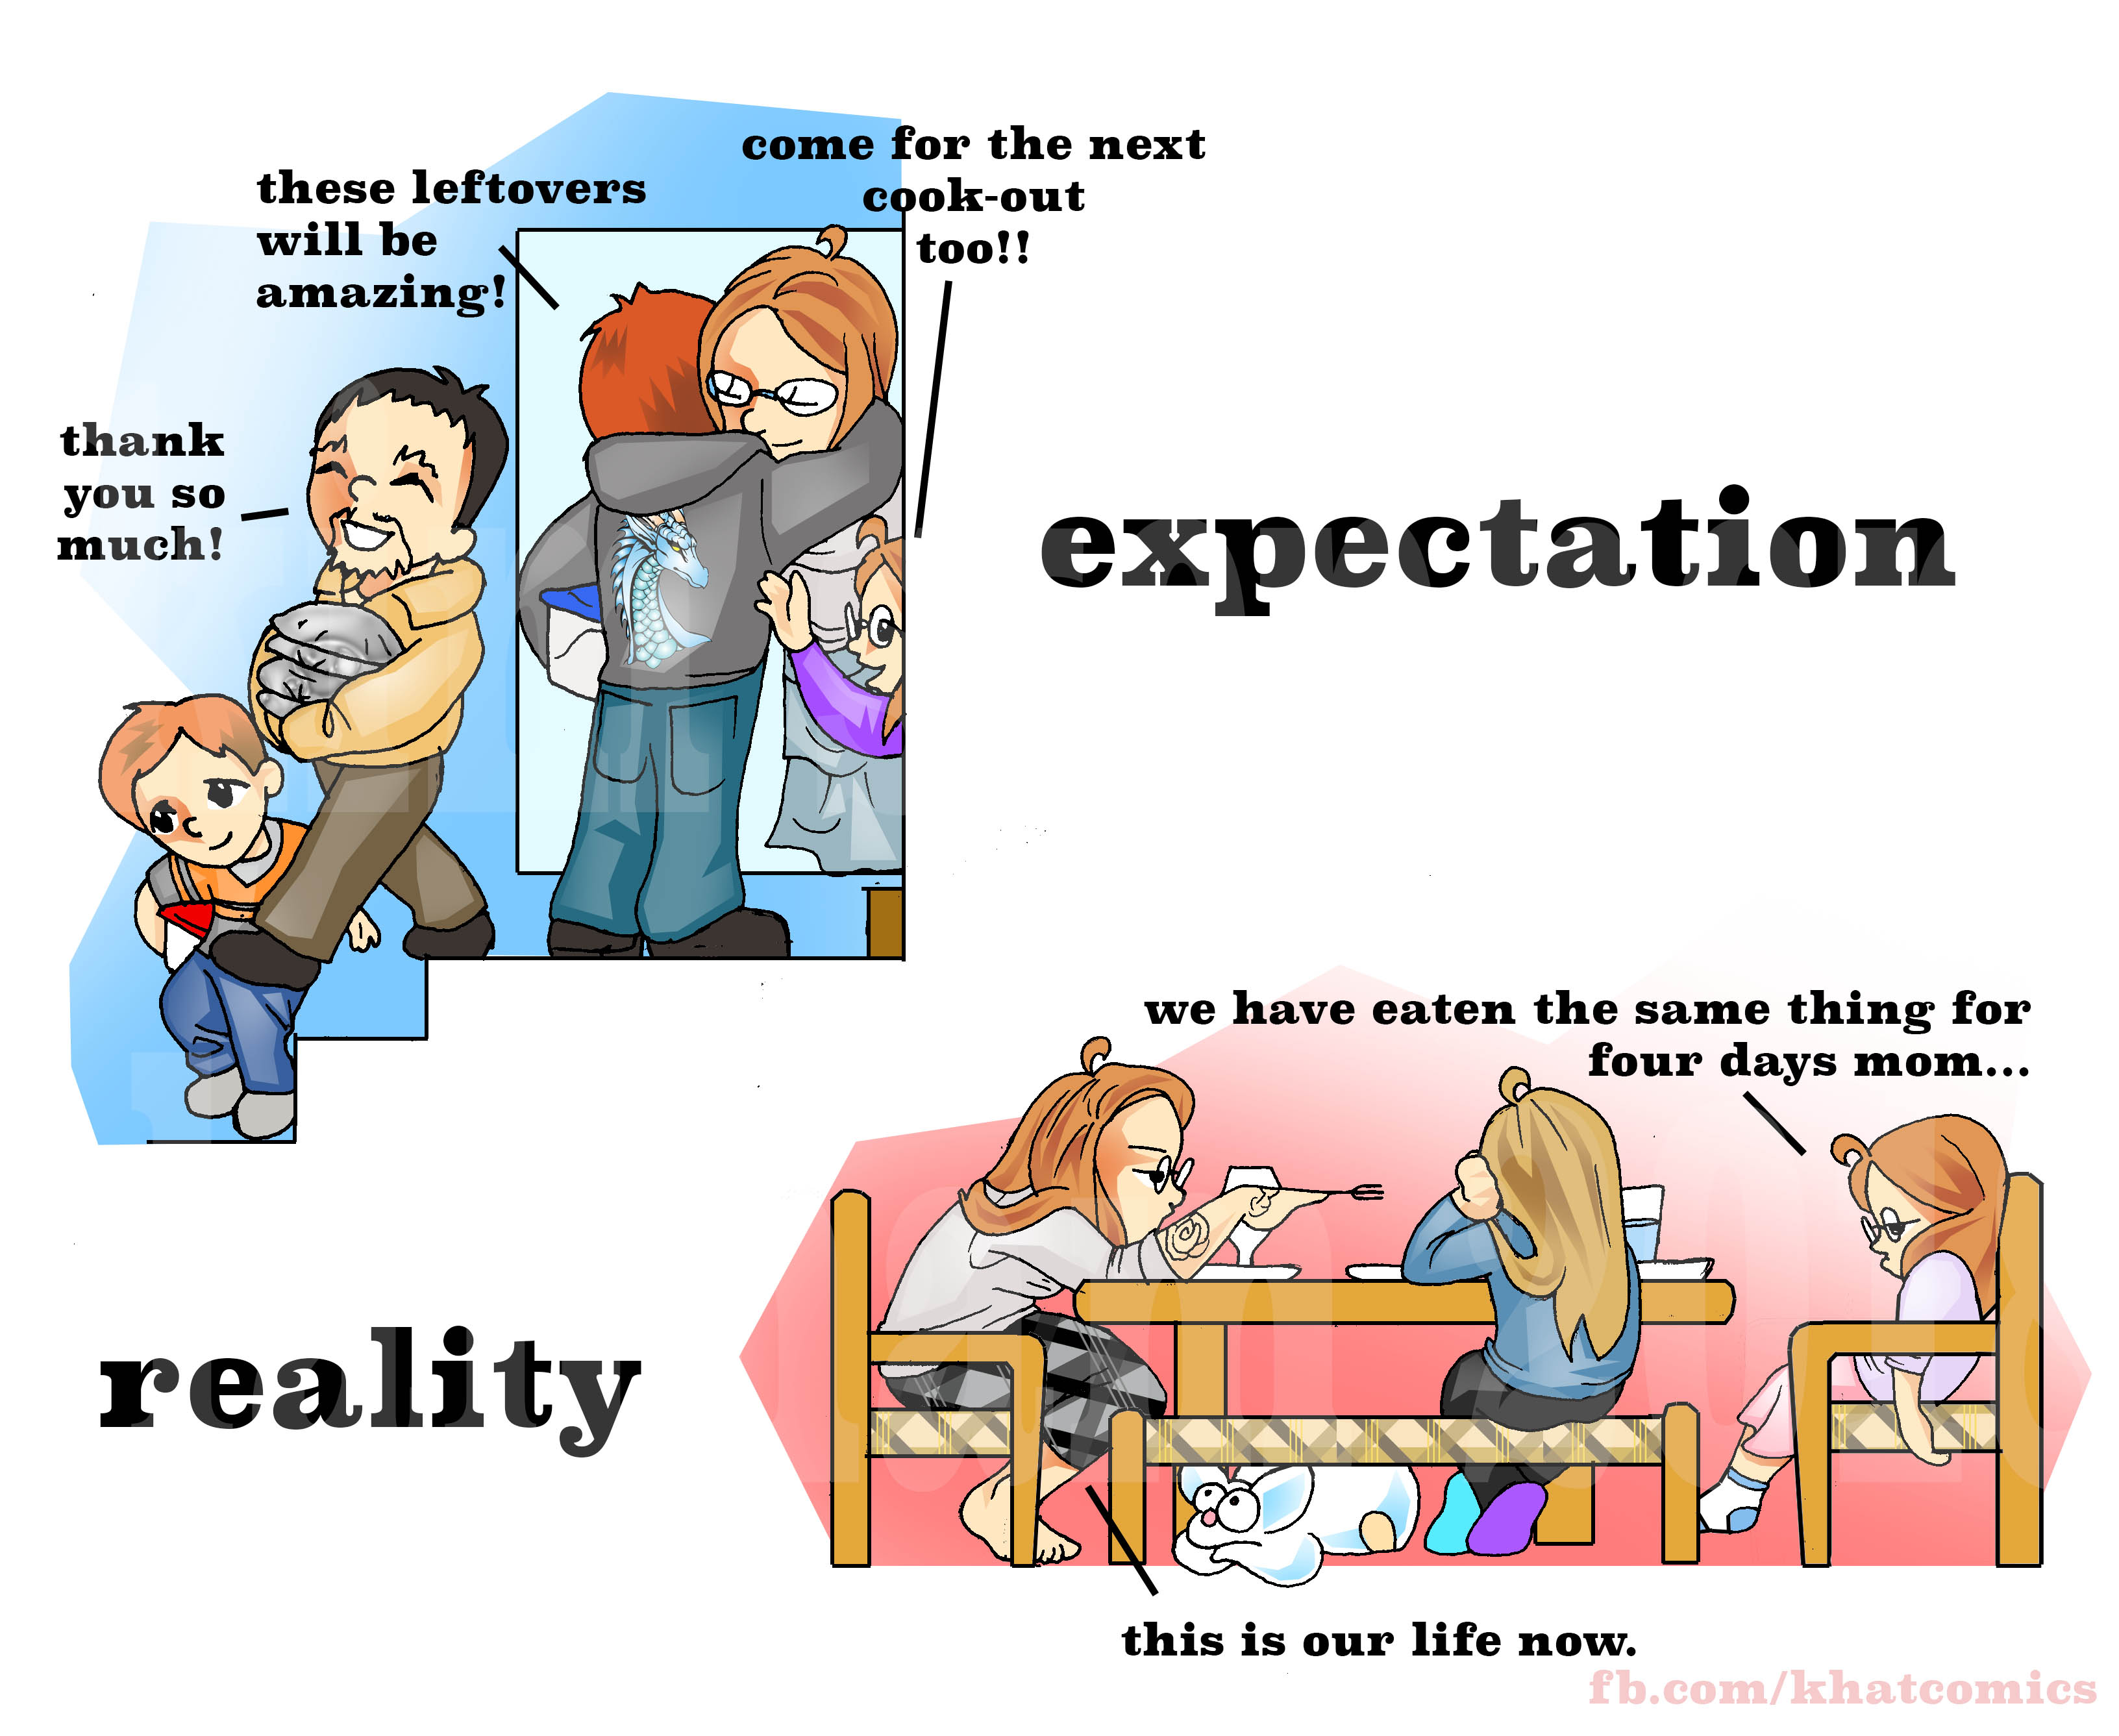 come for the next
cook-out
too!!
these leftovers
will be
amazing!
thank
you so
much!
expectation
we have eaten the same thing for
four days mom...
reality
this is our life now.
fb.com/khatcomics